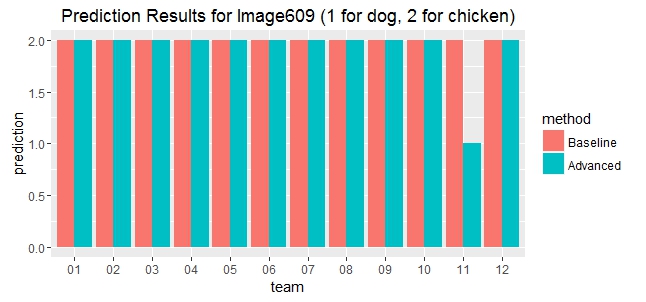 Prediction Results for Image609 (1 for dog, 2 for chicken)
2.0
1.5
1.0
0.5
0.0
prediction
01 02 03 04 05 06 07 08 09 10 11 12
team
method
Baseline
Advanced